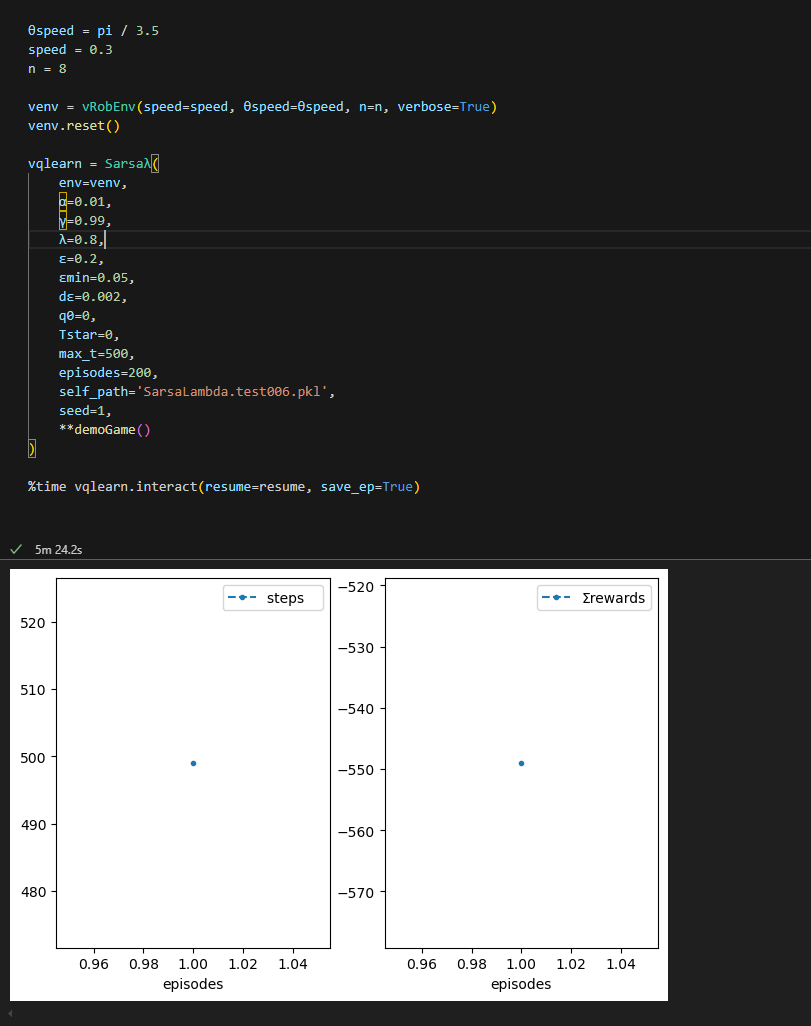 θspeed = pi / 3.5
speed = 0.3
n = 8
venv = vRobEnv(speed=speed, θspeed=θspeed, n=n, verbose=True)
venv.reset()
vqlearn = Sarsaλ(
env=venv,
α=0.01,
γ=0.99,
λ=0.8,
ε=0.2,
εmin=0.05,
dε=0.002,
q0=0,
Tstar=0,
max_t=500,
episodes=200,
self_path='SarsaLambda.test006.pkl',
seed=1,
**demoGame()
)
%time vqlearn.interact(resume=resume, save_ep=True)
5m 24.2s
steps
520
510
500
490
480
0.96 0.98 1.00 1.02 1.04
episodes
Σrewards
−520
−530
−540
−550
−560
−570
0.96 0.98 1.00 1.02 1.04
episodes